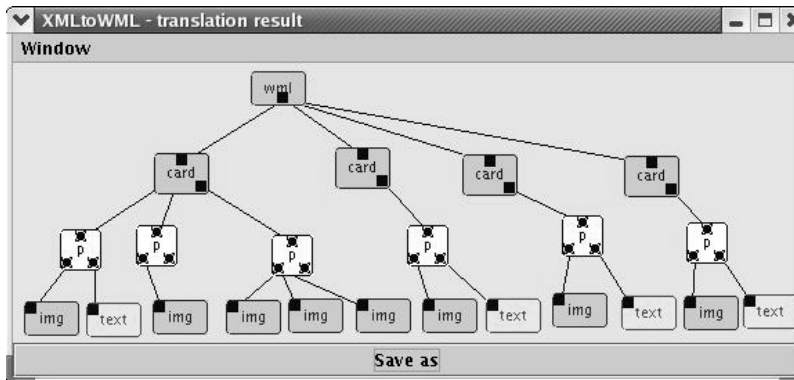 XMLtoWML - translation result
Window
wml
card card card card
p p p p p p
img text img img img img img text img text img text
Save as